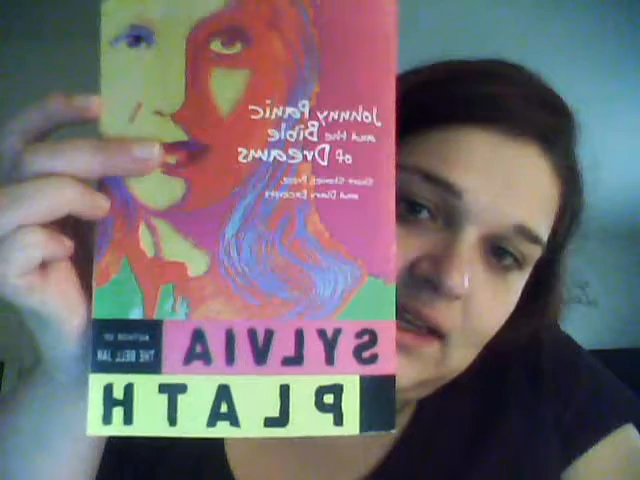 Johnny Panic
and the Bible
of Dreams
Short Stories, Prose,
and Diary Excerpts
SYLVIA
AUTHOR OF
THE BELL JAR
PLATH